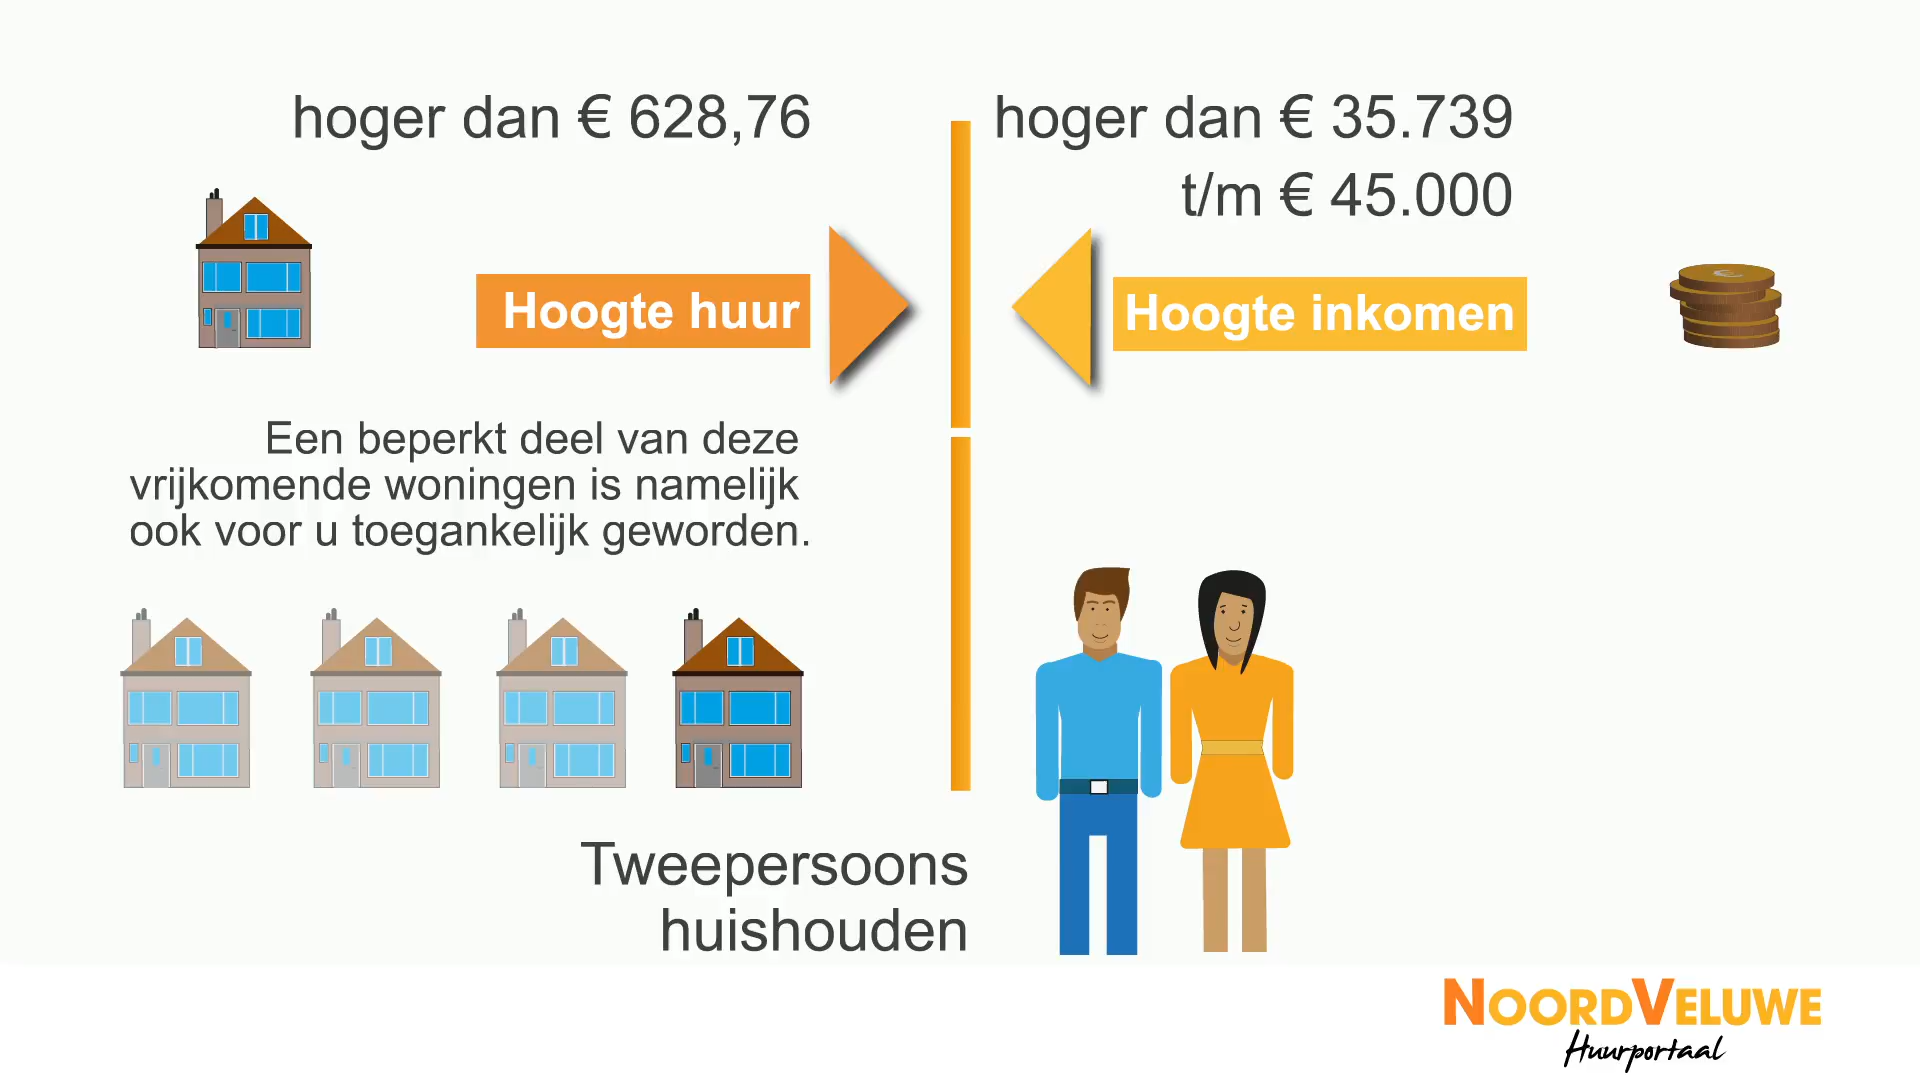 hoger dan € 628,76
hoger dan € 35.739
t/m € 45.000
Hoogte huur
Hoogte inkomen
Een beperkt deel van deze
vrijkomende woningen is namelijk
ook voor u toegankelijk geworden.
Tweepersoons
huishouden
NOORDVELUWE
Huurportaal